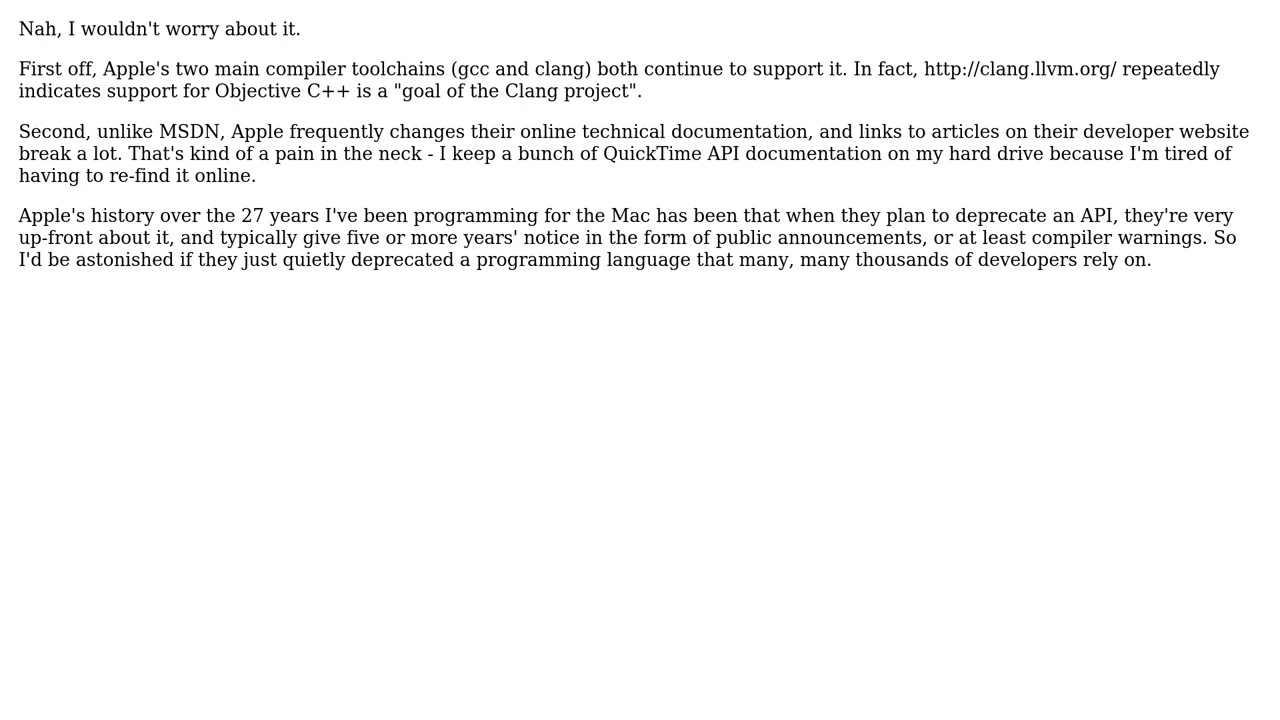 Nah, I wouldn't worry about it.
First off, Apple's two main compiler toolchains (gcc and clang) both continue to support it. In fact, http://clang.llvm.org/ repeatedly
indicates support for Objective C++ is a "goal of the Clang project".
Second, unlike MSDN, Apple frequently changes their online technical documentation, and links to articles on their developer website
break a lot. That's kind of a pain in the neck - I keep a bunch of QuickTime API documentation on my hard drive because I'm tired of
having to re-find it online.
Apple's history over the 27 years I've been programming for the Mac has been that when they plan to deprecate an API, they're very
up-front about it, and typically give five or more years' notice in the form of public announcements, or at least compiler warnings. So
I'd be astonished if they just quietly deprecated a programming language that many, many thousands of developers rely on.